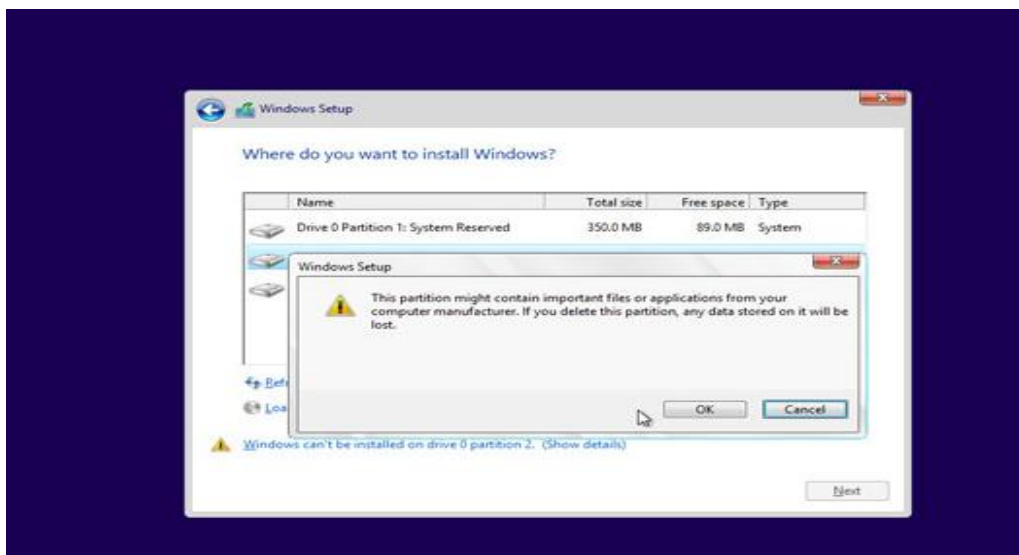 Windows Setup
Where do you want to install Windows?
Name Total size Free space Type
Drive 0 Partition 1: System Reserved 350.0 MB 89.0 MB System
Windows Setup
This partition might contain important files or applications from your
computer manufacturer. If you delete this partition, any data stored on it will be
lost.
Refr
Loa
OK Cancel
Windows can't be installed on drive 0 partition 2. (Show details)
Next